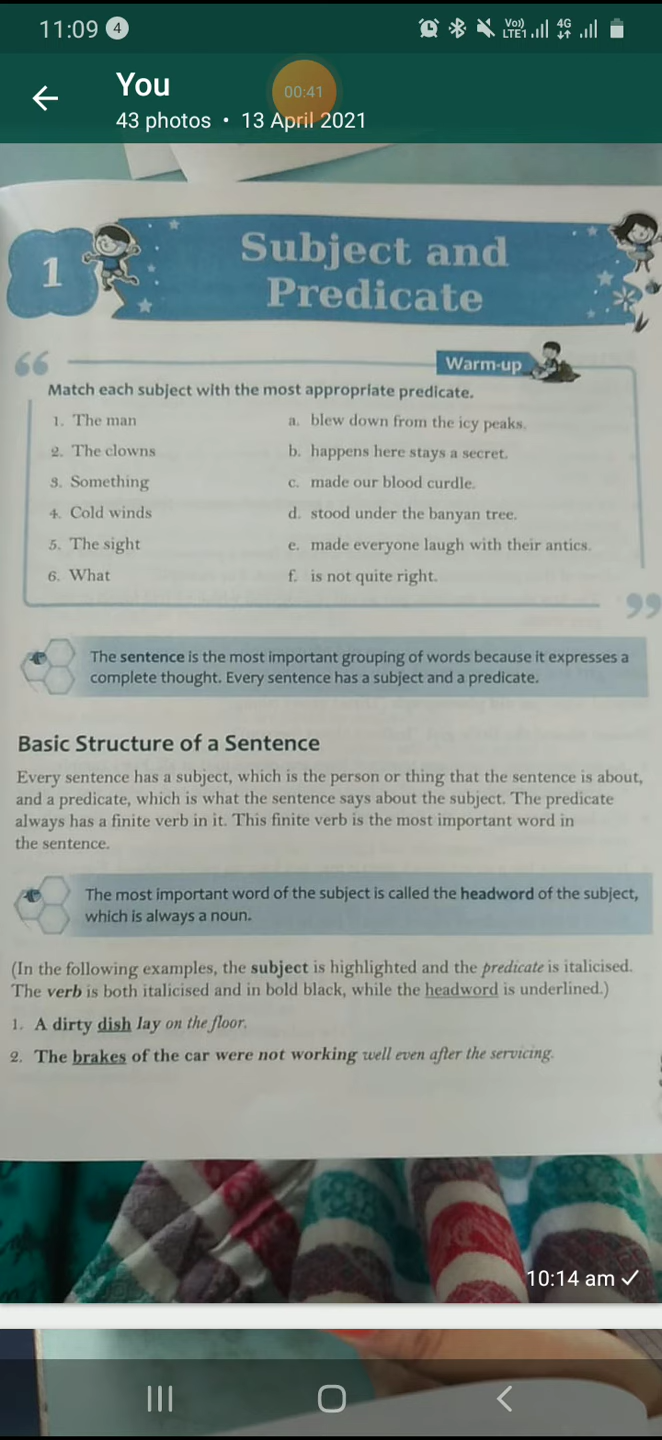 11:09 4
Vo)) LTE1 4G
You
00:41
43 photos • 13 April 2021
1
Subject and
Predicate
Warm-up
Match each subject with the most appropriate predicate.
1. The man a. blew down from the icy peaks.
2. The clowns b. happens here stays a secret.
3. Something c. made our blood curdle.
4. Cold winds d. stood under the banyan tree.
5. The sight e. made everyone laugh with their antics.
6. What f. is not quite right.
The sentence is the most important grouping of words because it expresses a
complete thought. Every sentence has a subject and a predicate.
Basic Structure of a Sentence
Every sentence has a subject, which is the person or thing that the sentence is about,
and a predicate, which is what the sentence says about the subject. The predicate
always has a finite verb in it. This finite verb is the most important word in
the sentence.
The most important word of the subject is called the headword of the subject,
which is always a noun.
(In the following examples, the subject is highlighted and the predicate is italicised.
The verb is both italicised and in bold black, while the headword is underlined.)
1. A dirty dish lay on the floor.
2. The brakes of the car were not working well even after the servicing.
10:14 am